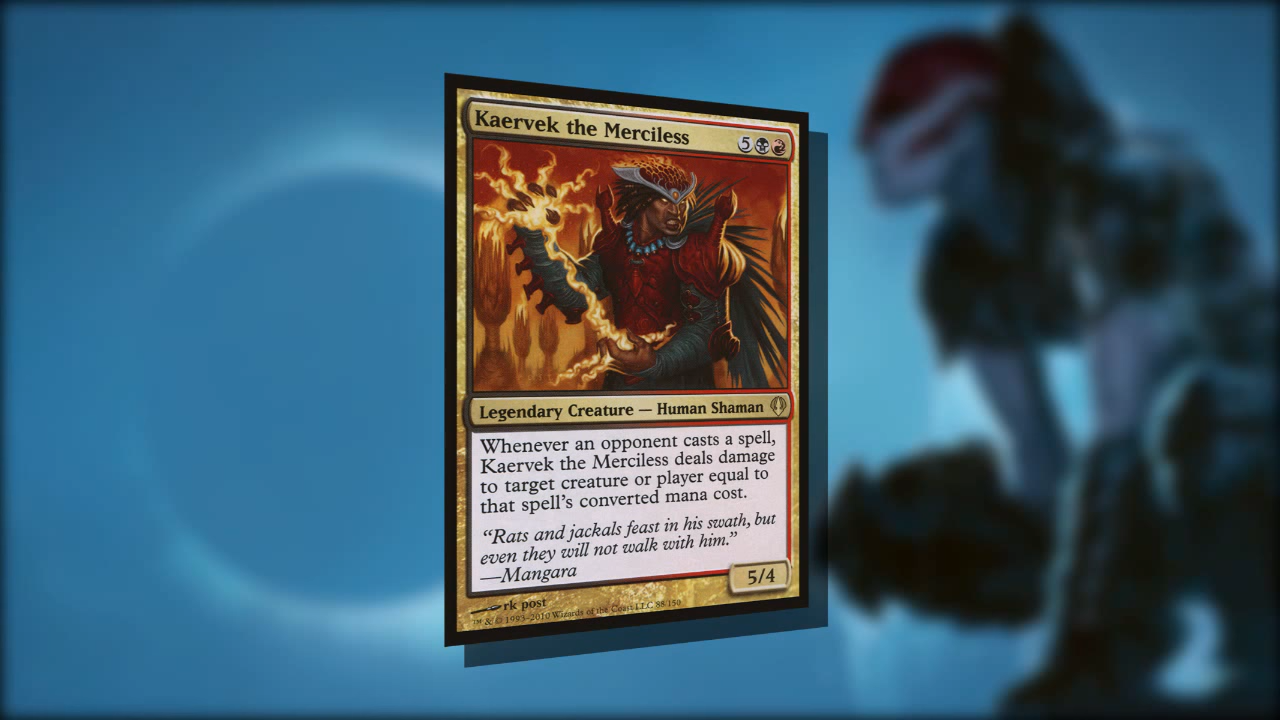 Kaervek the Merciless
5
Legendary Creature — Human Shaman
Whenever an opponent casts a spell,
Kaervek the Merciless deals damage
to target creature or player equal to
that spell's converted mana cost.
“Rats and jackals feast in his swath, but
even they will not walk with him.”
—Mangara
5/4
rk post
™ & © 1993–2010 Wizards of the Coast LLC 88/150